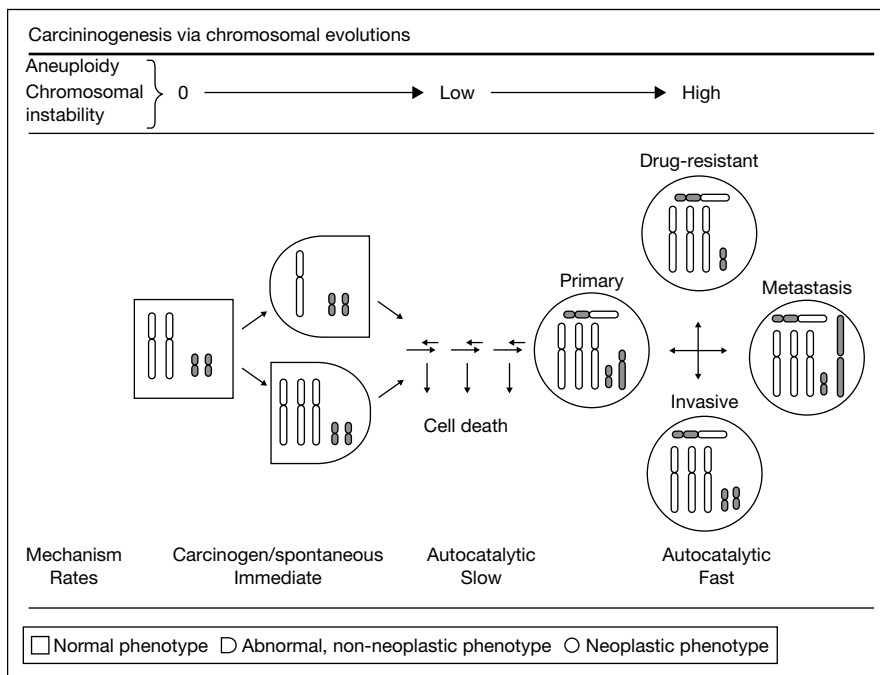 Carcininogenesis via chromosomal evolutions
Aneuploidy
Chromosomal
instability
0
Low
High
Drug-resistant
Primary
Metastasis
Invasive
Cell death
Mechanism
Rates
Carcinogen/spontaneous
Immediate
Autocatalytic
Slow
Autocatalytic
Fast
Normal phenotype
Abnormal, non-neoplastic phenotype
Neoplastic phenotype